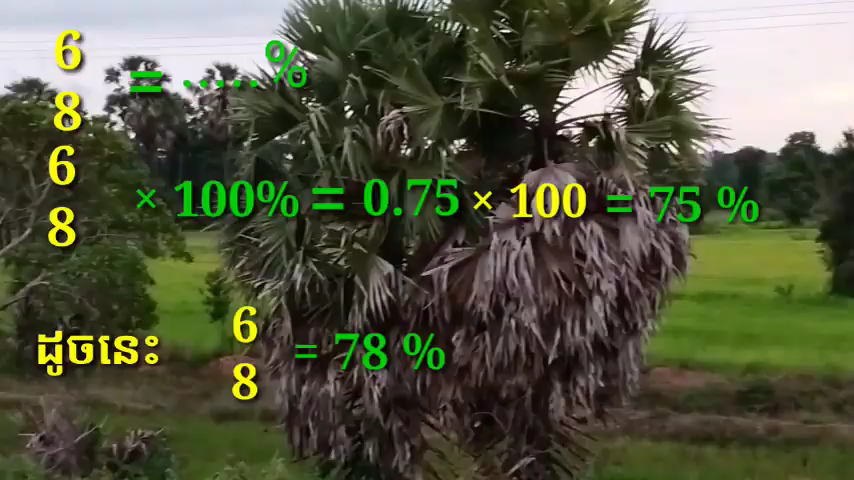 6
= .....%
8
6
× 100% = 0.75 × 100 = 75 %
8
ដូចនេះ 6
= 78 %
8